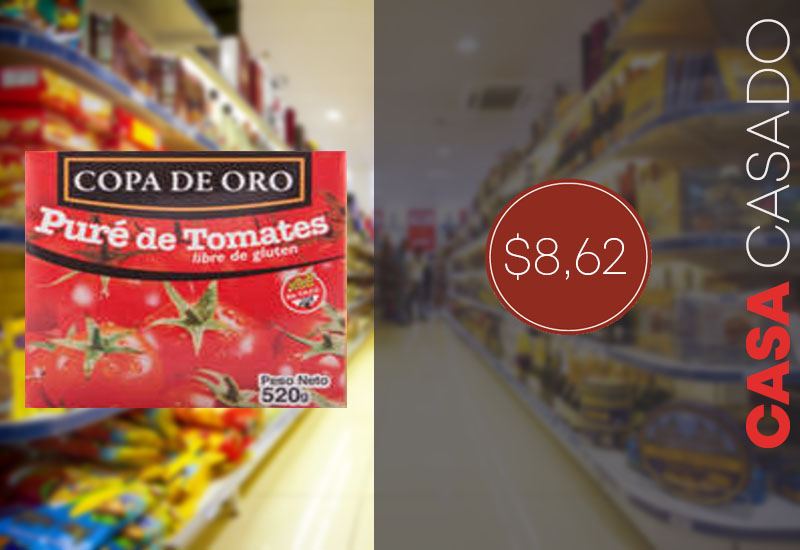 COPA DE ORO
Puré de Tomates
libre de gluten
Peso Neto
520g
$8,62
CASA CASADO